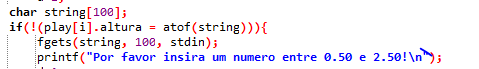 char string[100];
if(!(play[i].altura = atof(string))){
fgets(string, 100, stdin);
printf("Por favor insira um numero entre 0.50 e 2.50!\n");